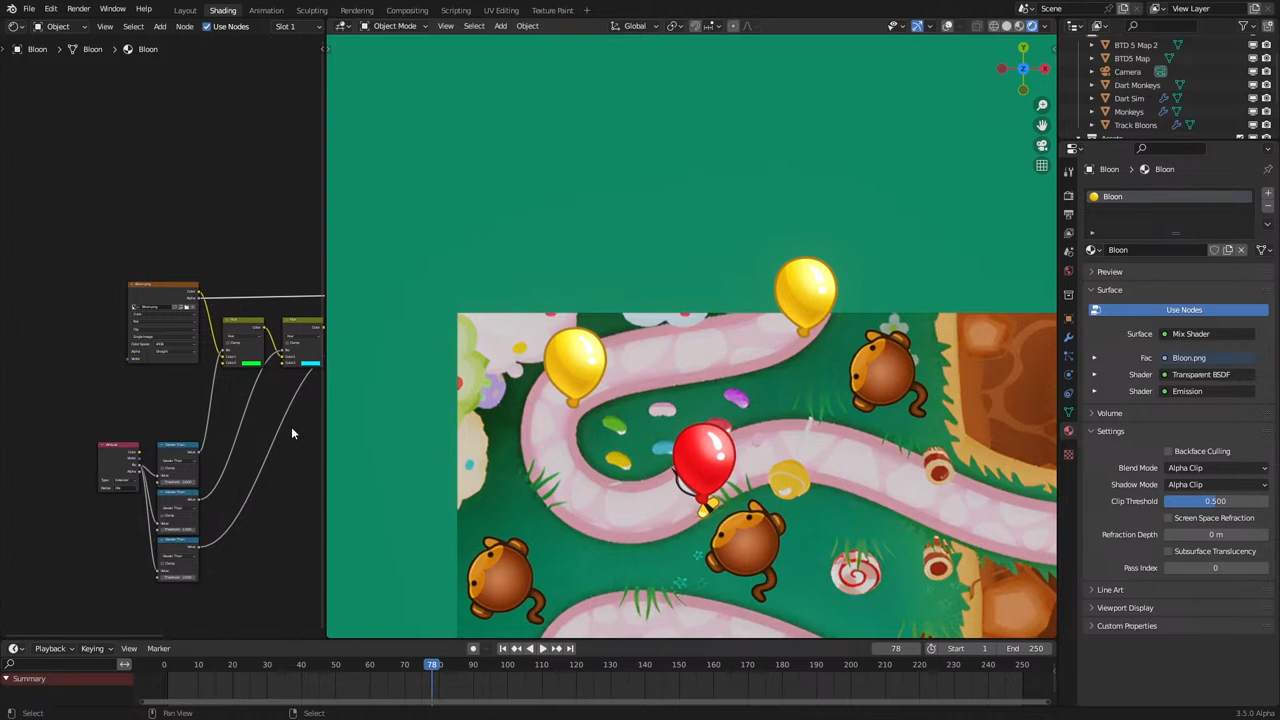 File Edit Render Window Help Layout Shading Animation Sculpting Rendering Compositing Scripting UV Editing Texture Paint Scene View Layer
Object View Select Add Node Use Nodes Slot 1 Object Mode View Select Add Object Global
Bloon Bloon Bloon
BTD 5 Map 2
BTD5 Map
Camera
Dart Monkeys
Dart Sim
Monkeys
Track Bloons
Y
X
Z
Bloon Bloon
Bloon
Bloon
Preview
Surface
Use Nodes
Surface Mix Shader
Fac Bloon.png
Shader Transparent BSDF
Shader Emission
Volume
Settings
Backface Culling
Blend Mode Alpha Clip
Shadow Mode Alpha Clip
Clip Threshold 0.500
Screen Space Refraction
Refraction Depth 0 m
Subsurface Translucency
Pass Index 0
Line Art
Viewport Display
Custom Properties
Playback Keying View Marker 78 Start 1 End 250
0 10 20 30 40 50 60 70 78 80 90 100 110 120 130 140 150 160 170 180 190 200 210 220 230 240 250
Summary
Select Pan View Select 3.5.0 Alpha